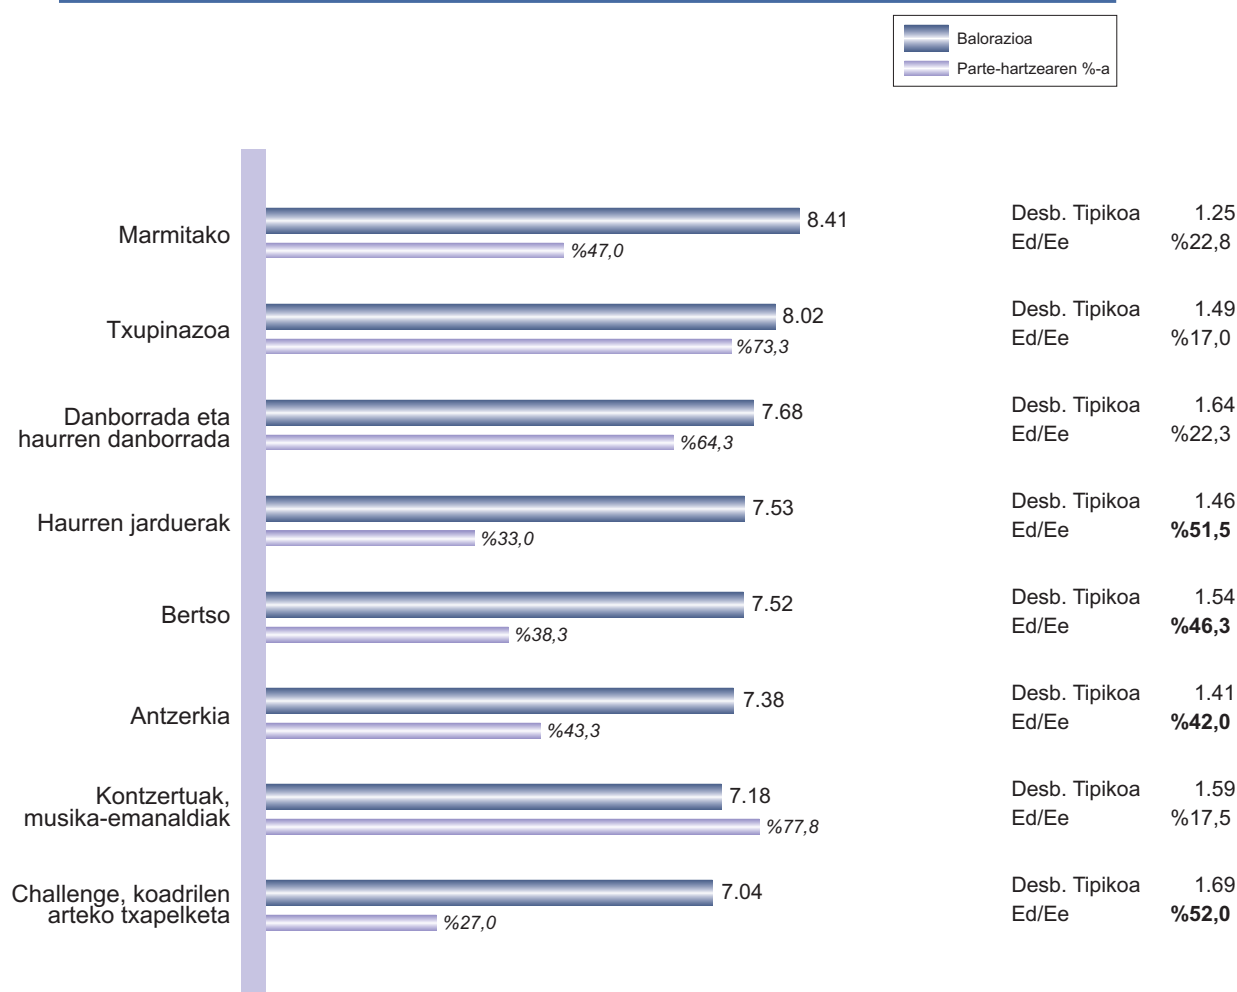 Balorazioa
Parte-hartzearen %-a
Marmitako
8.41
%47,0
Desb. Tipikoa 1.25
Ed/Ee %22,8
Txupinazoa
8.02
%73,3
Desb. Tipikoa 1.49
Ed/Ee %17,0
Danborrada eta
haurren danborrada
7.68
%64,3
Desb. Tipikoa 1.64
Ed/Ee %22,3
Haurren jarduerak
7.53
%33,0
Desb. Tipikoa 1.46
Ed/Ee %51,5
Bertso
7.52
%38,3
Desb. Tipikoa 1.54
Ed/Ee %46,3
Antzerkia
7.38
%43,3
Desb. Tipikoa 1.41
Ed/Ee %42,0
Kontzertuak,
musika-emanaldiak
7.18
%77,8
Desb. Tipikoa 1.59
Ed/Ee %17,5
Challenge, koadrilen
arteko txapelketa
7.04
%27,0
Desb. Tipikoa 1.69
Ed/Ee %52,0